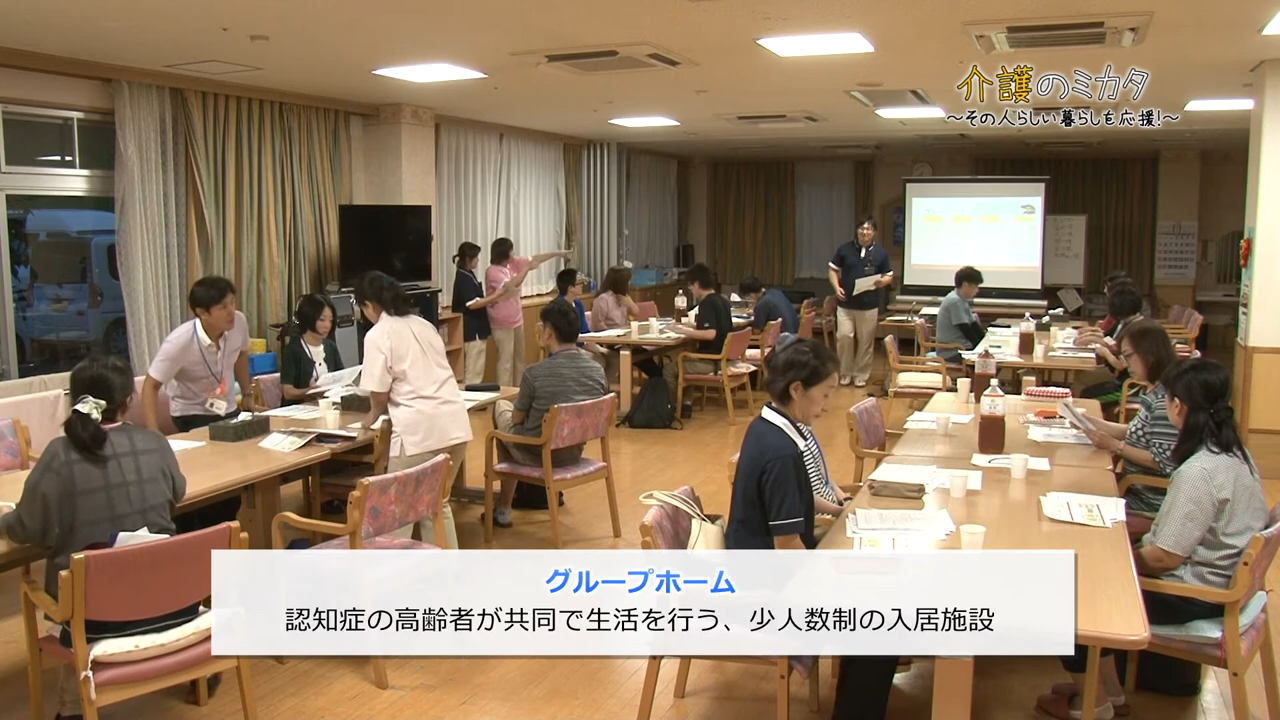 介護のミカタ
～その人らしい暮らしを応援!～
グループホーム
認知症の高齢者が共同で生活を行う、少人数制の入居施設